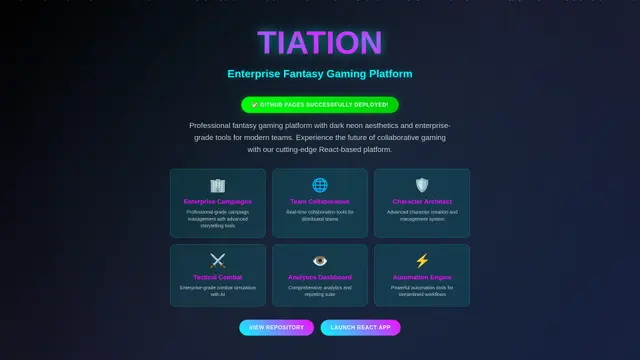 TIATION
Enterprise Fantasy Gaming Platform
✅ GITHUB PAGES SUCCESSFULLY DEPLOYED!
Professional fantasy gaming platform with dark neon aesthetics and enterprise-
grade tools for modern teams. Experience the future of collaborative gaming
with our cutting-edge React-based platform.
Enterprise Campaigns
Professional-grade campaign
management with advanced
storytelling tools
Team Collaboration
Real-time collaboration tools for
distributed teams
Character Architect
Advanced character creation and
management system
Tactical Combat
Enterprise-grade combat simulation
with AI
Analytics Dashboard
Comprehensive analytics and
reporting suite
Automation Engine
Powerful automation tools for
streamlined workflows
VIEW REPOSITORY
LAUNCH REACT APP